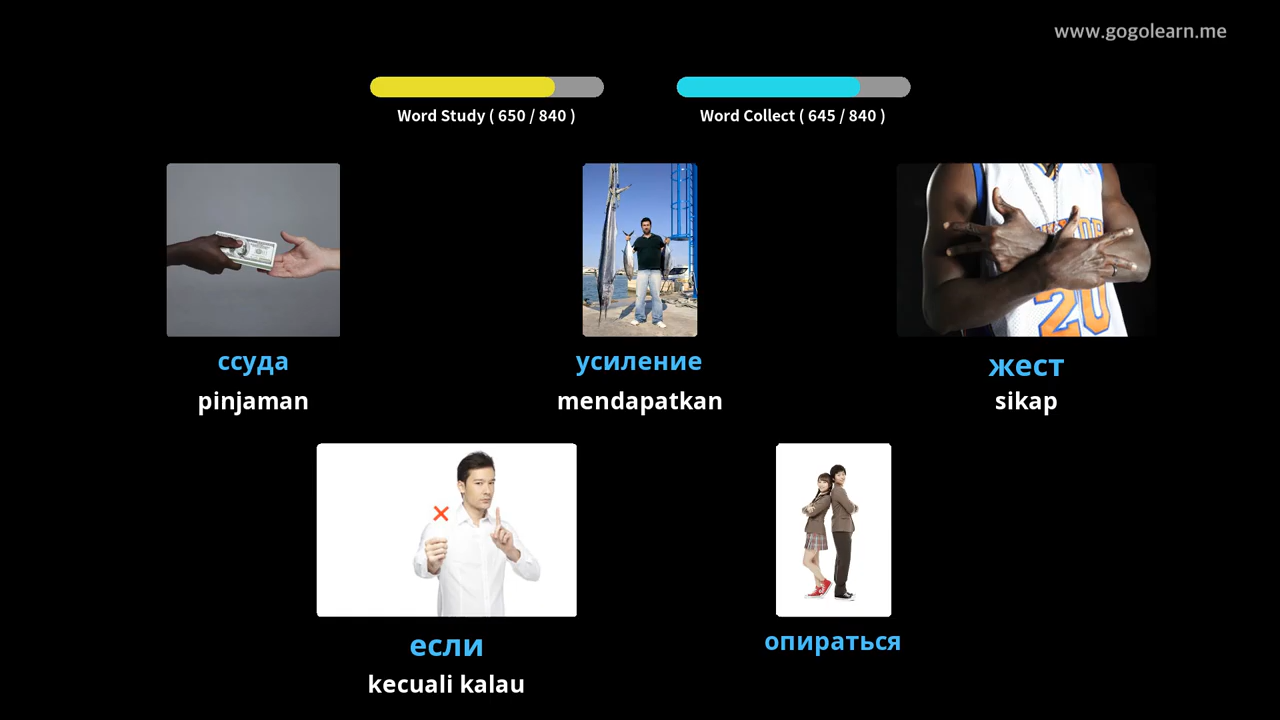 www.gogolearn.me
Word Study ( 650 / 840 )
Word Collect ( 645 / 840 )
20
ссуда
усиление
жест
pinjaman
mendapatkan
sikap
если
опираться
kecuali kalau